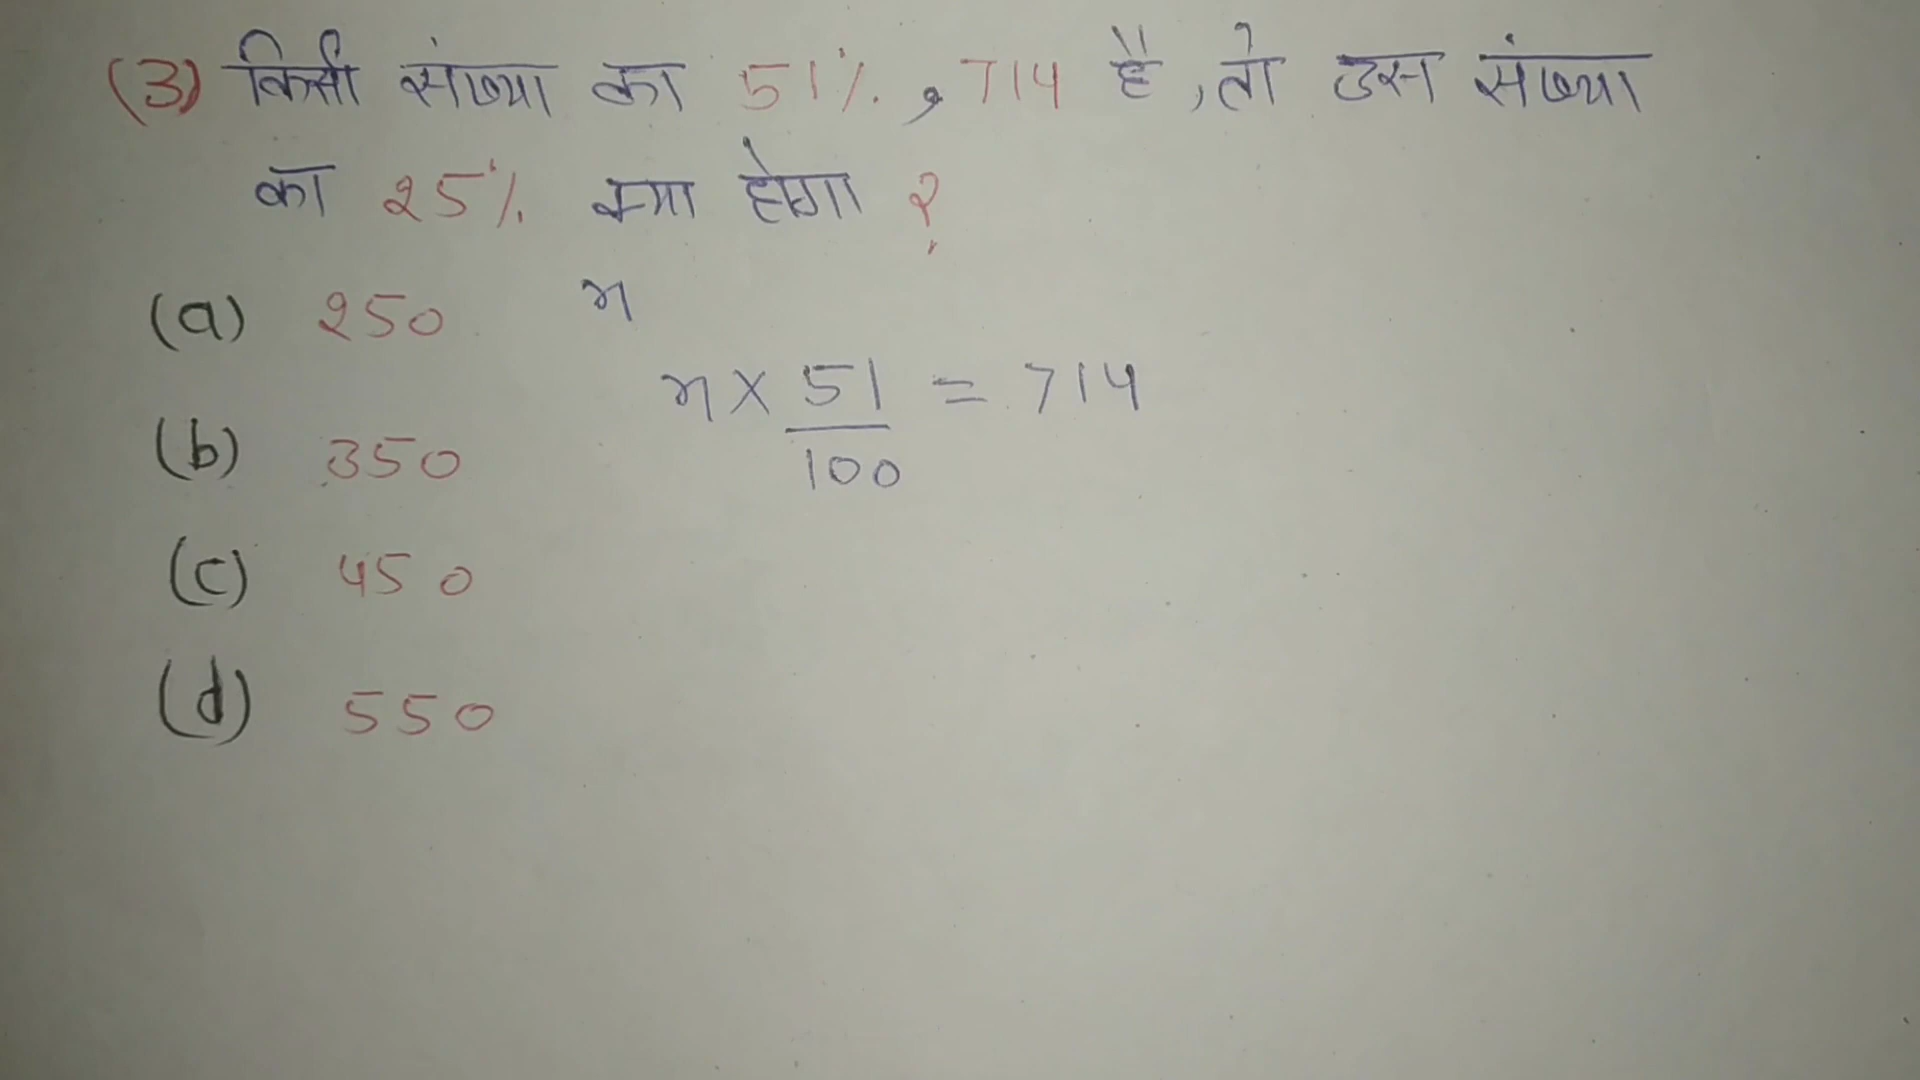 (3) किसी संख्या का 51%, 714 है, तो उस संख्या
का 25% क्या होगा ?
(a) 250
x
x × 51/100 = 714
(b) 350
(c) 450
(d) 550